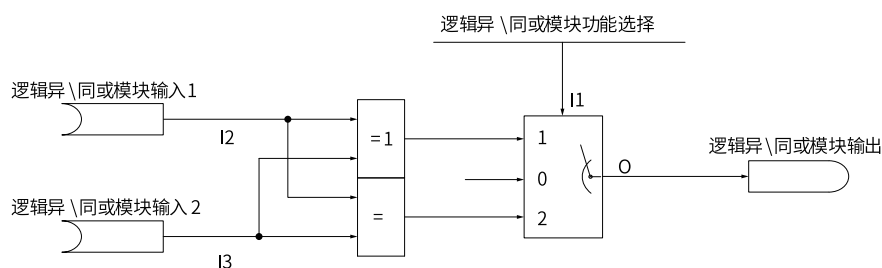 逻辑异 \同或模块功能选择
I1
逻辑异 \同或模块输入 1
I2
=1
1
逻辑异 \同或模块输出
0
O
逻辑异 \同或模块输入 2
=
2
I3